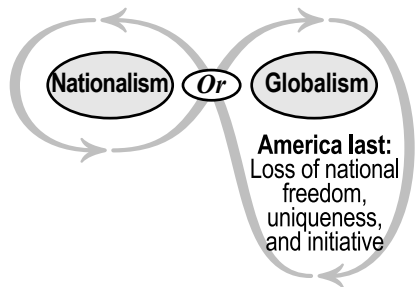 Nationalism Or Globalism
America last:
Loss of national
freedom,
uniqueness,
and initiative